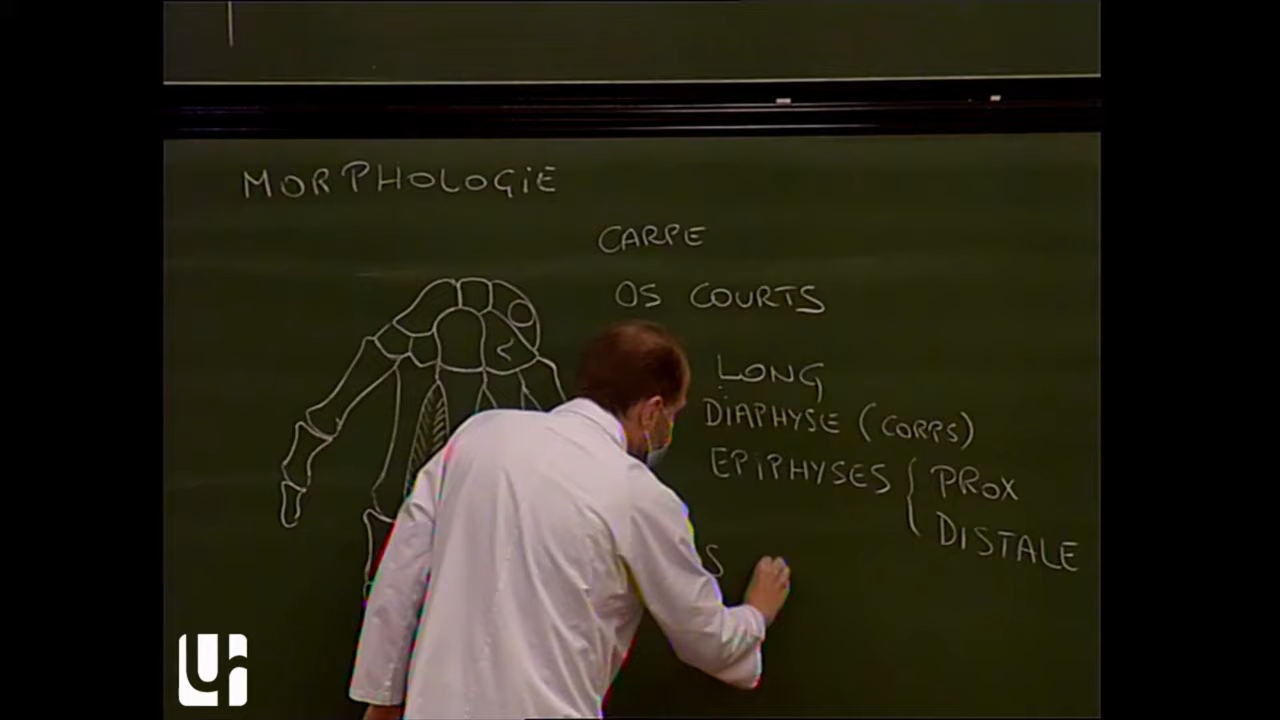 MORPHOLOGiE
CARPE
OS COURTS
LONG
DiAPHYSE (CORPS)
EPiPHYSES { PROX
DISTALE
S